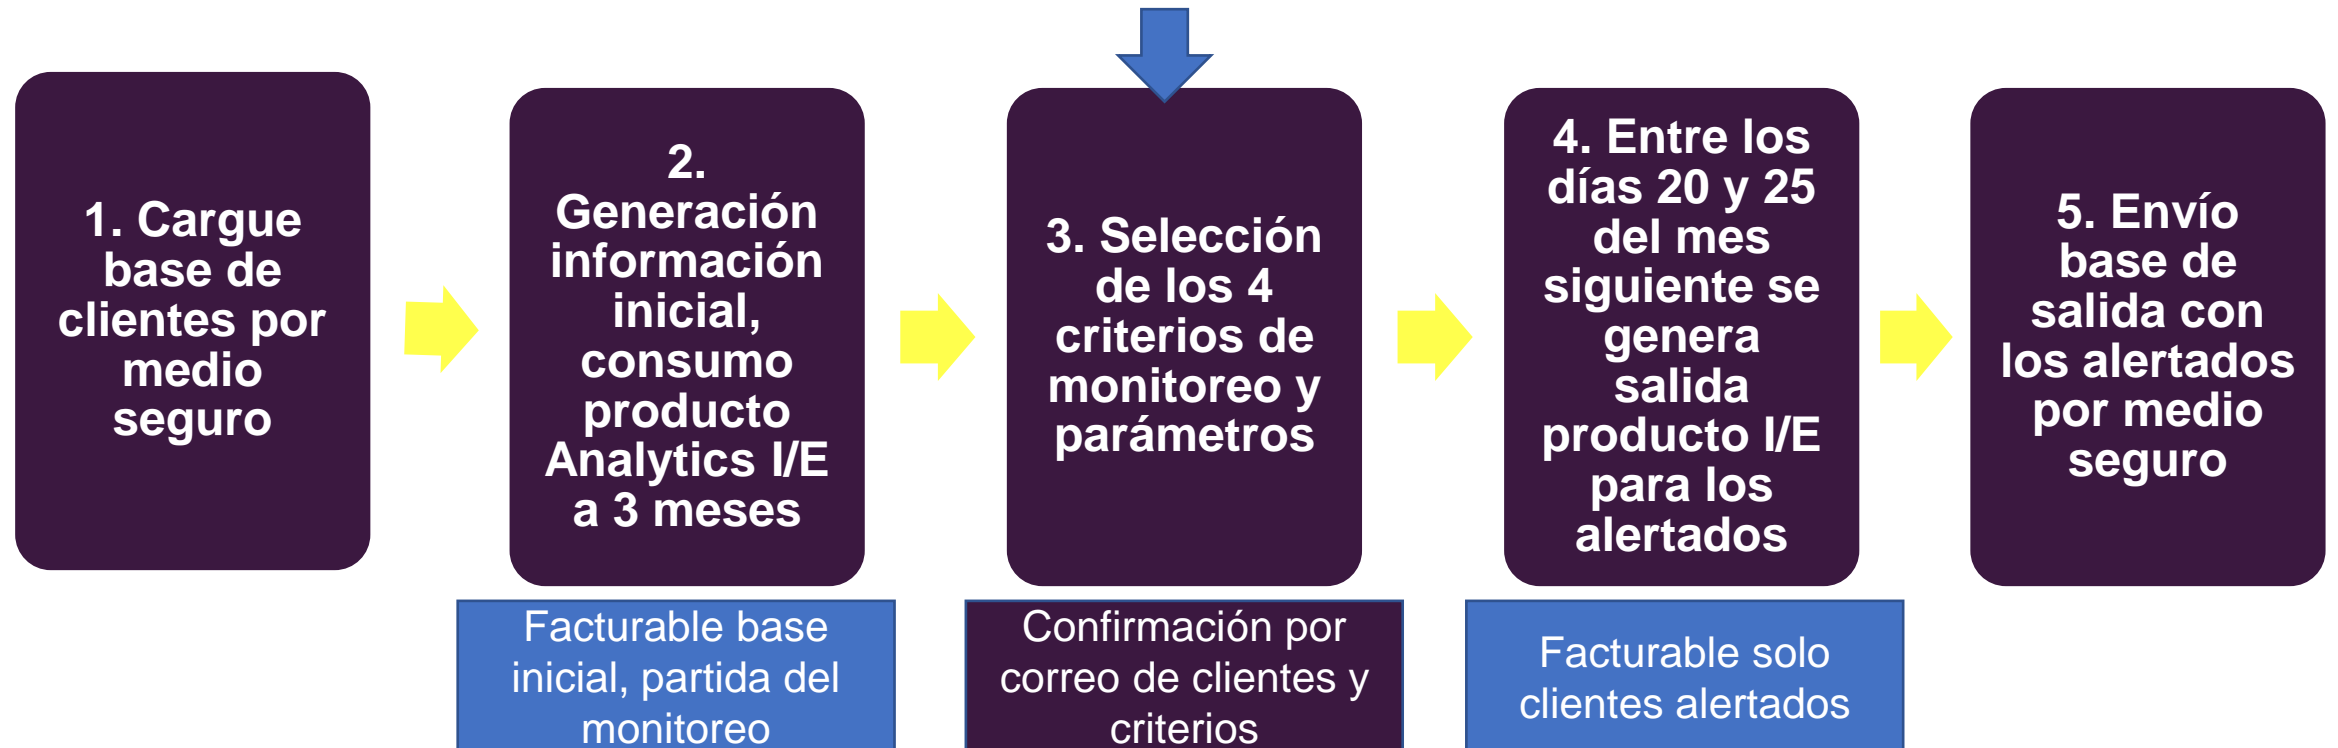 1. Cargue
base de
clientes por
medio
seguro
2.
Generación
información
inicial,
consumo
producto
Analytics I/E
a 3 meses
3. Selección
de los 4
criterios de
monitoreo y
parámetros
4. Entre los
días 20 y 25
del mes
siguiente se
genera
salida
producto I/E
para los
alertados
5. Envío
base de
salida con
los alertados
por medio
seguro
Facturable base
inicial, partida del
monitoreo
Confirmación por
correo de clientes y
criterios
Facturable solo
clientes alertados